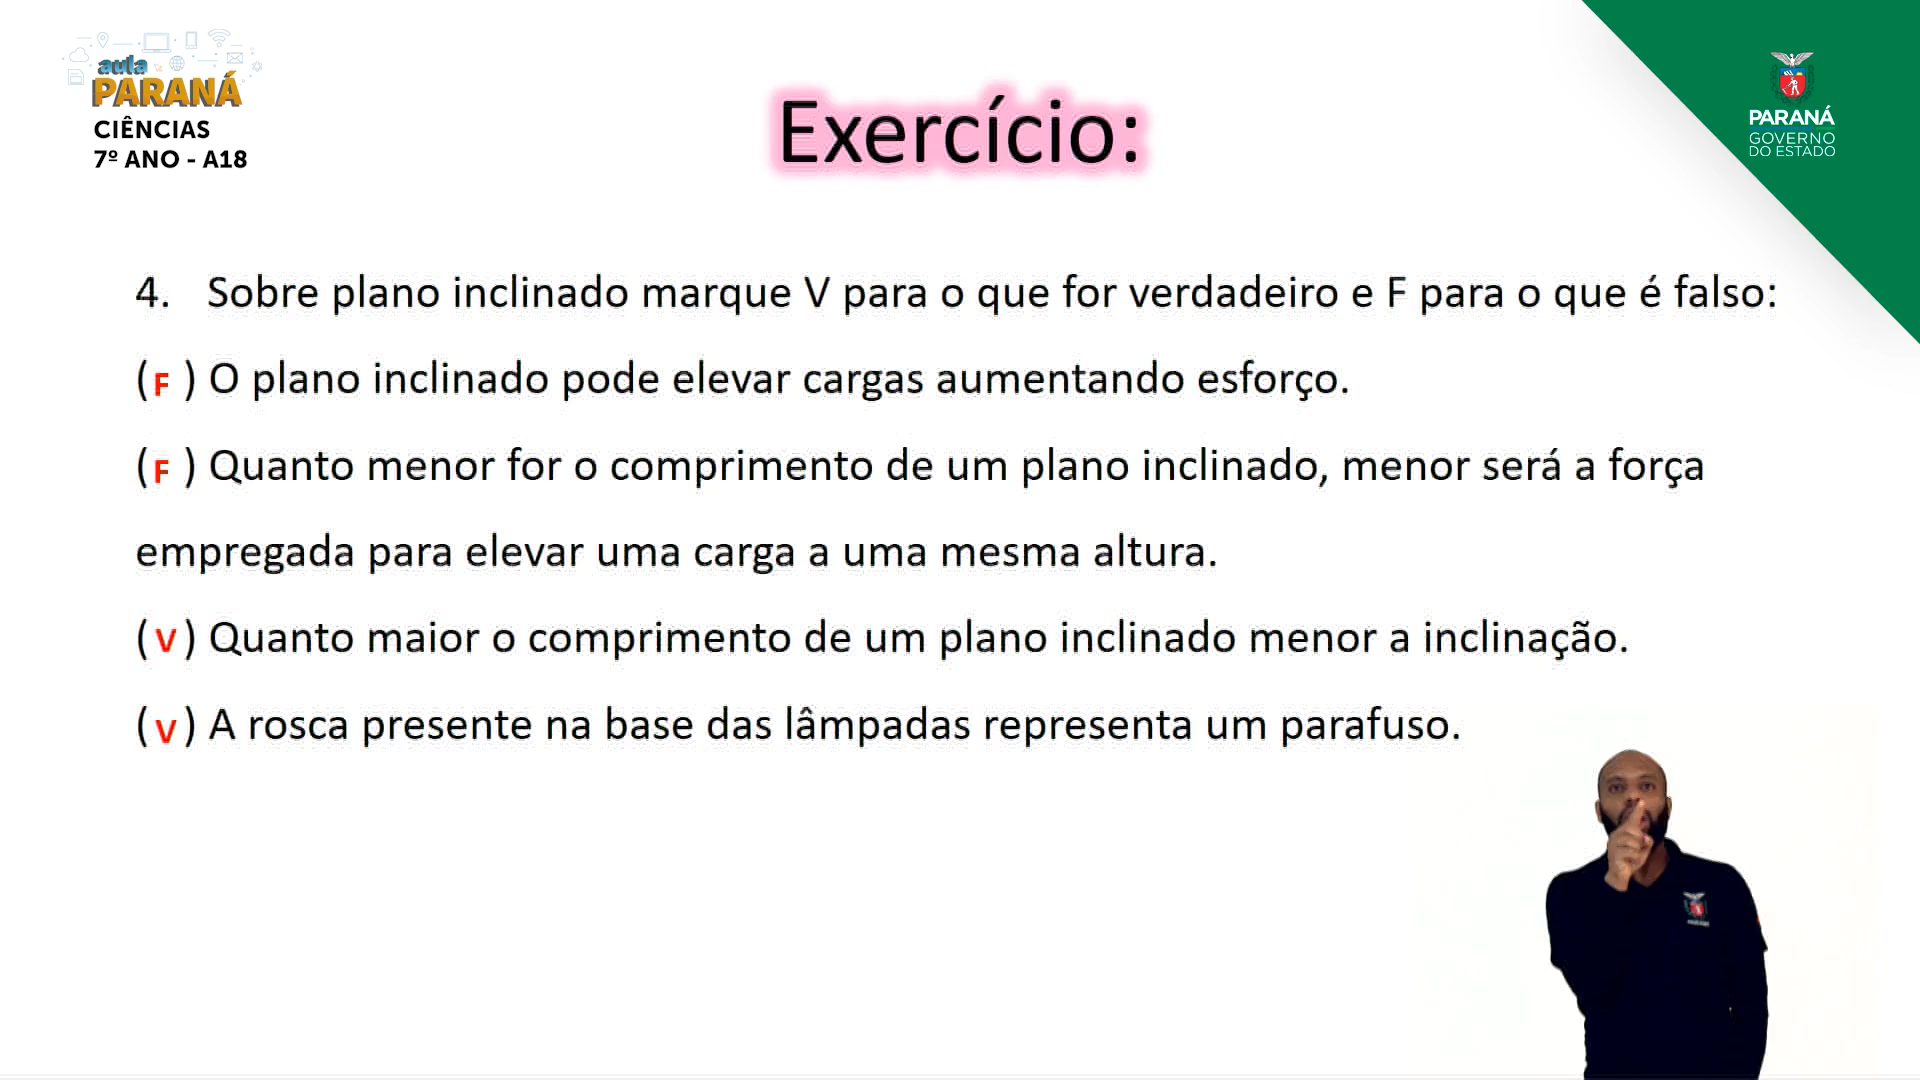 aula
PARANÁ
CIÊNCIAS
7º ANO - A18
Exercício:
PARANÁ
GOVERNO
DO ESTADO
4. Sobre plano inclinado marque V para o que for verdadeiro e F para o que é falso:
( F ) O plano inclinado pode elevar cargas aumentando esforço.
( F ) Quanto menor for o comprimento de um plano inclinado, menor será a força
empregada para elevar uma carga a uma mesma altura.
( V ) Quanto maior o comprimento de um plano inclinado menor a inclinação.
( V ) A rosca presente na base das lâmpadas representa um parafuso.